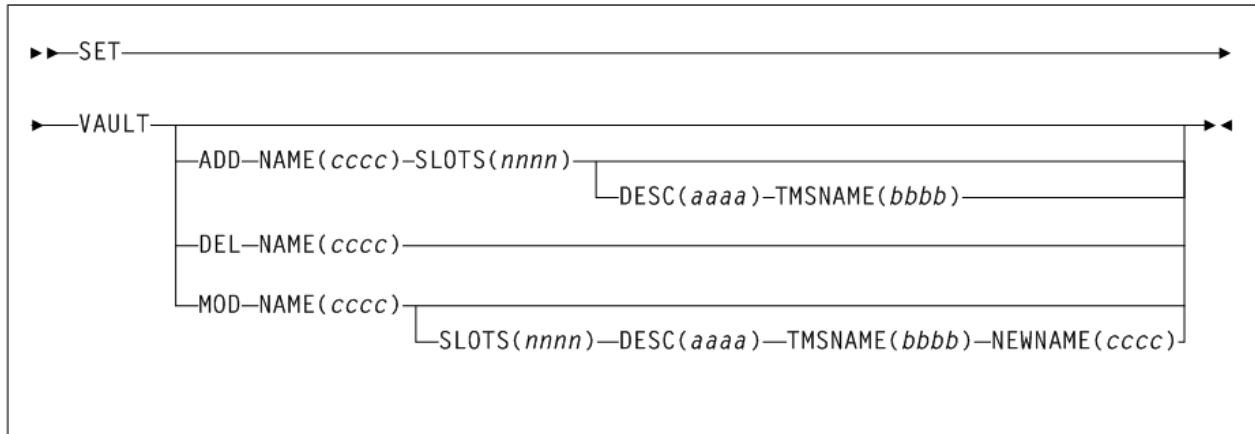 SET
VAULT
ADD—NAME(cccc)—SLOTS(nnnn)
DESC(aaaa)—TMSNAME(bbbb)
DEL—NAME(cccc)
MOD—NAME(cccc)
SLOTS(nnnn)—DESC(aaaa)—TMSNAME(bbbb)—NEWNAME(cccc)